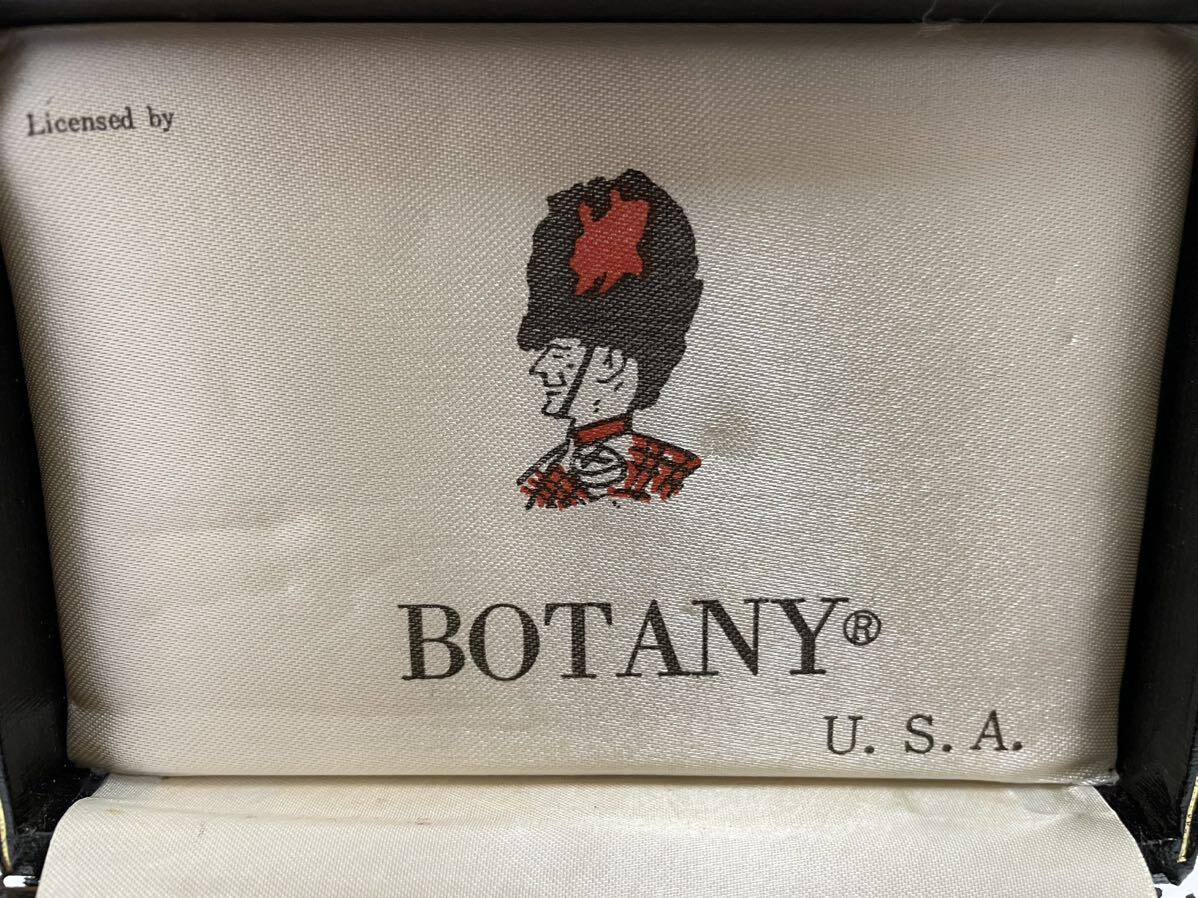 Licensed by
BOTANY®
U. S. A.